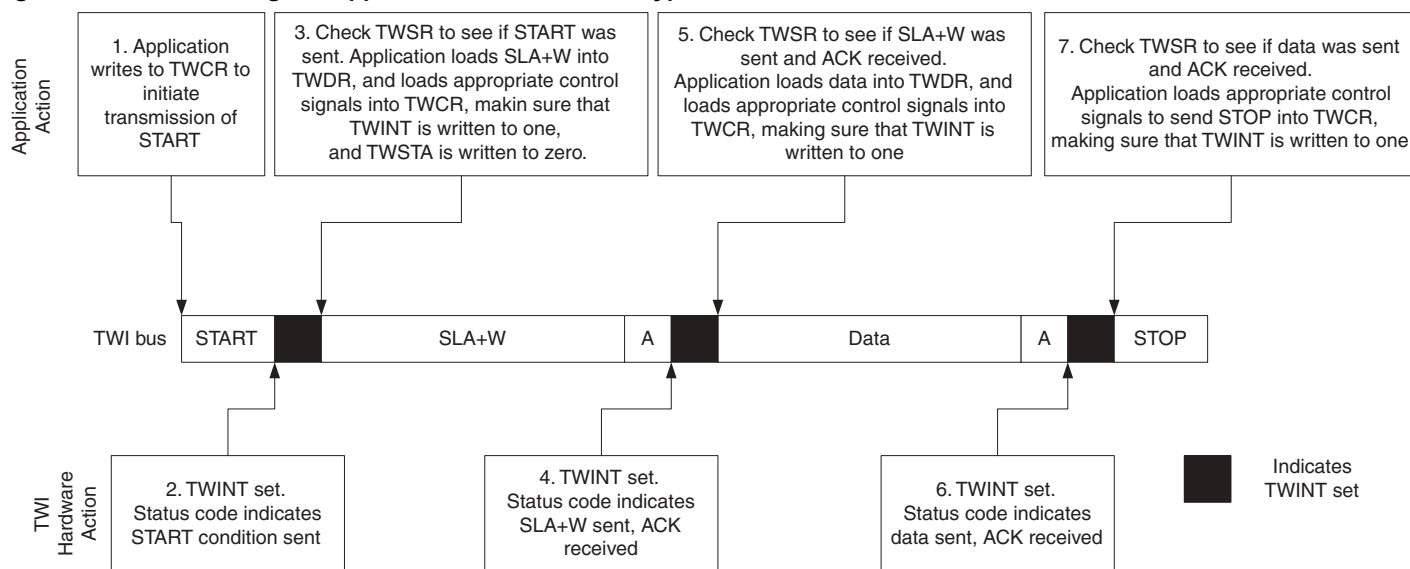 Application
Action
1. Application
writes to TWCR to
initiate
transmission of
START
3. Check TWSR to see if START was
sent. Application loads SLA+W into
TWDR, and loads appropriate control
signals into TWCR, makin sure that
TWINT is written to one,
and TWSTA is written to zero.
5. Check TWSR to see if SLA+W was
sent and ACK received.
Application loads data into TWDR, and
loads appropriate control signals into
TWCR, making sure that TWINT is
written to one
7. Check TWSR to see if data was sent
and ACK received.
Application loads appropriate control
signals to send STOP into TWCR,
making sure that TWINT is written to one
TWI bus
START
SLA+W
A
Data
A
STOP
TWI
Hardware
Action
2. TWINT set.
Status code indicates
START condition sent
4. TWINT set.
Status code indicates
SLA+W sent, ACK
received
6. TWINT set.
Status code indicates
data sent, ACK received
Indicates
TWINT set